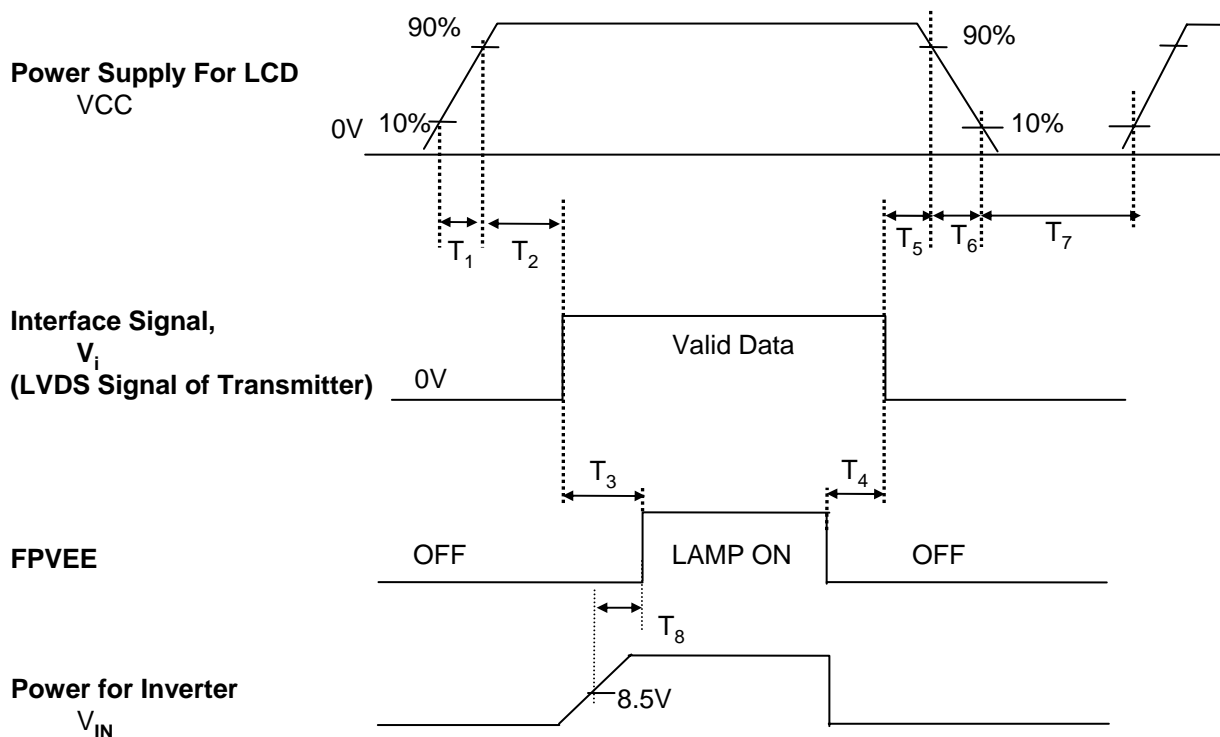 90%
90%
Power Supply For LCD
VCC
0V
10%
10%
T1
T2
T5
T6
T7
Interface Signal,
Vi
(LVDS Signal of Transmitter)
0V
Valid Data
T3
T4
FPVEE
OFF
LAMP ON
OFF
T8
Power for Inverter
VIN
8.5V